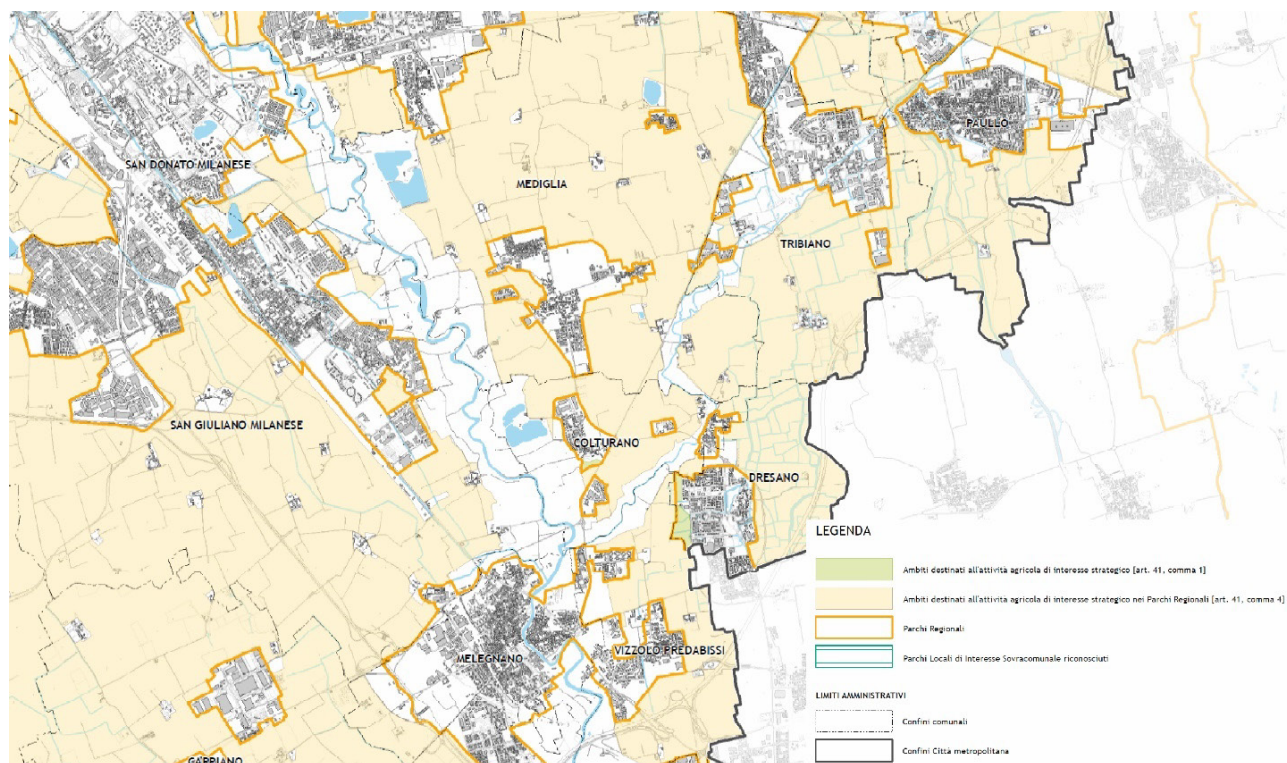 PAULLO
SAN DONATO MILANESE
MEDIGLIA
TRIBIANO
SAN GIULIANO MILANESE
COLTURANO
DRESANO
LEGENDA
Ambiti destinati all'attività agricola di interesse strategico [art. 41, comma 1]
Ambiti destinati all'attività agricola di interesse strategico nei Parchi Regionali [art. 41, comma 4]
Parchi Regionali
VIZZOLO PREDABISSI
MELEGNANO
Parchi Locali di Interesse Sovracomunale riconosciuti
LIMITI AMMINISTRATIVI
Confini comunali
Confini Città metropolitana